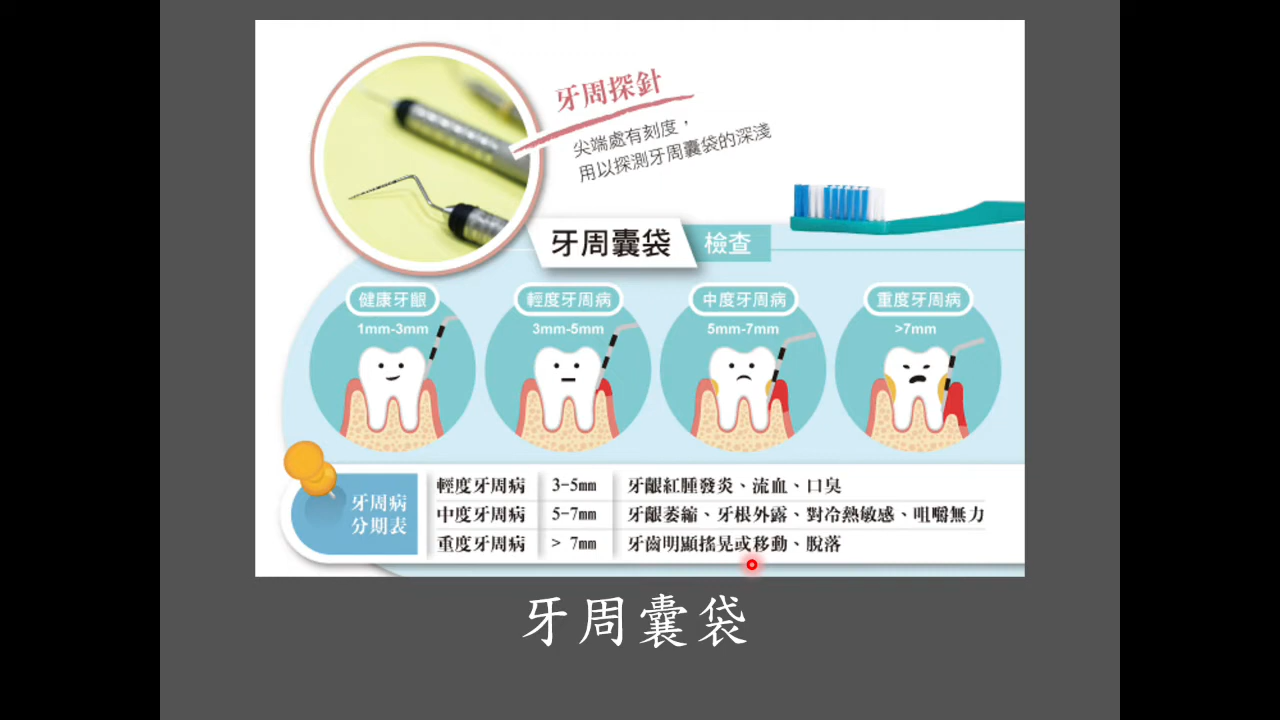 牙周探針
尖端處有刻度，
用以探測牙周囊袋的深淺
牙周囊袋 檢查
健康牙齦 輕度牙周病 中度牙周病 重度牙周病
1mm-3mm 3mm-5mm 5mm-7mm >7mm
牙周病
分期表
輕度牙周病 3-5mm 牙齦紅腫發炎、流血、口臭
中度牙周病 5-7mm 牙齦萎縮、牙根外露、對冷熱敏感、咀嚼無力
重度牙周病 > 7mm 牙齒明顯搖晃或移動、脫落
牙周囊袋